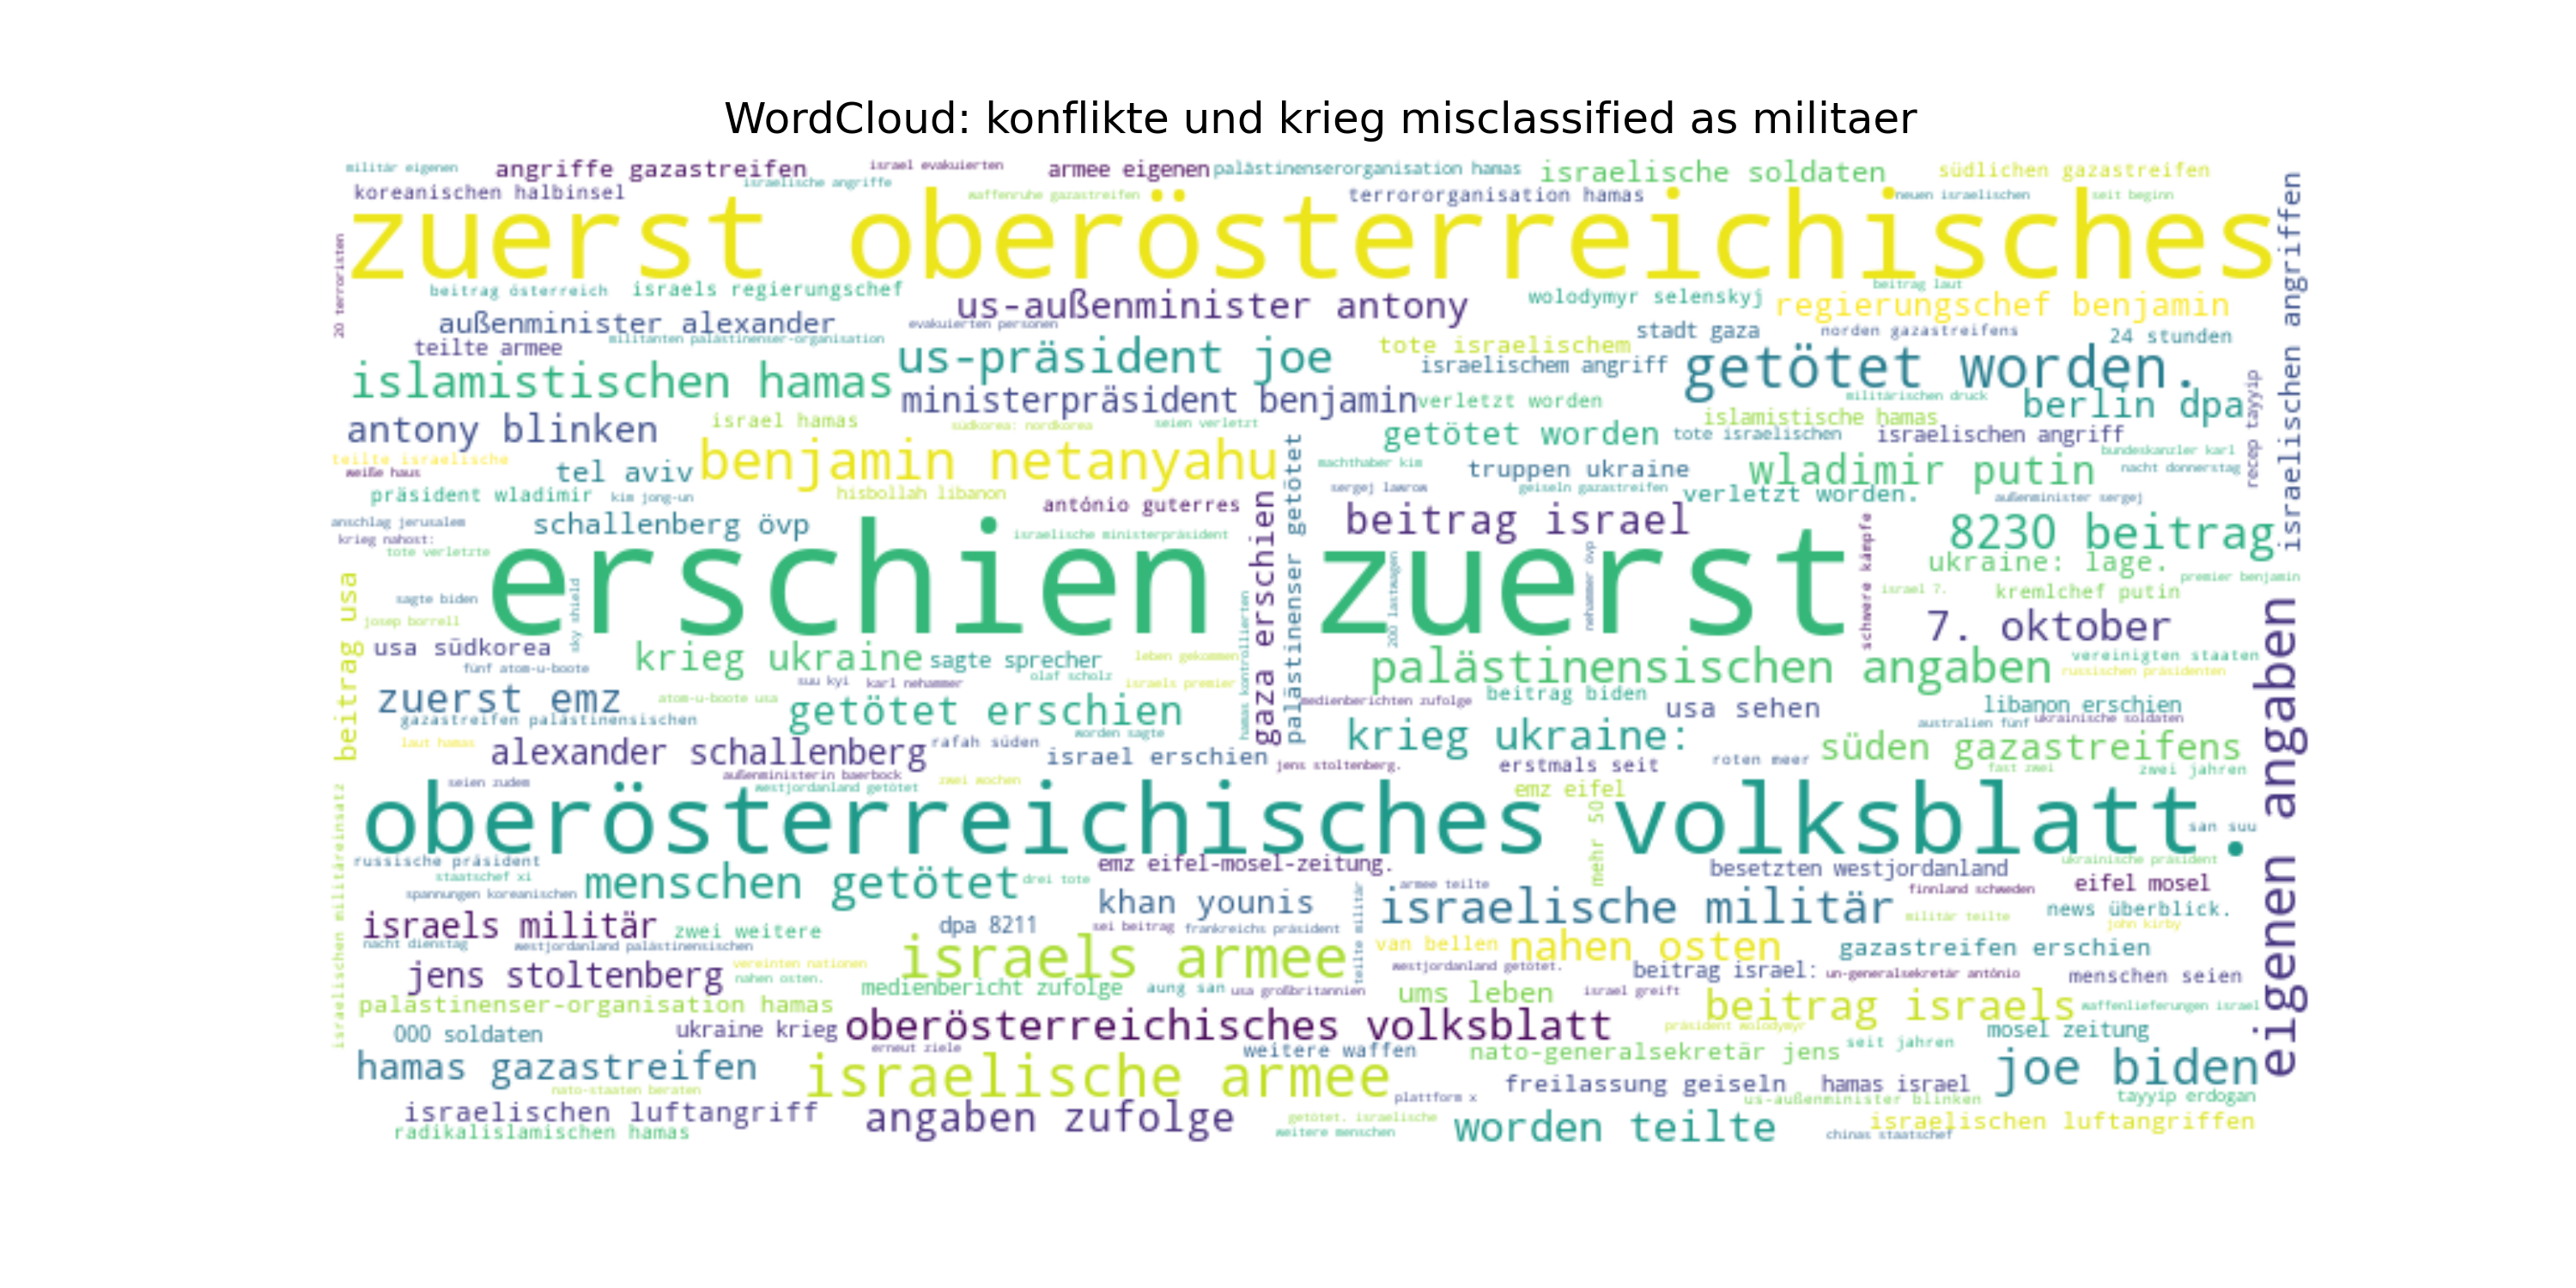 WordCloud: konflikte und krieg misclassified as militaer
militär eigenen
angriffe gazastreifen
israel evakuierten
armee eigenen
palästinenserorganisation hamas
israelische soldaten
südlichen gazastreifen
koreanischen halbinsel
israelische angriffe
waffenruhe gazastreifen
terrororganisation hamas
neuen israelischen
seit beginn
israelischen angriffen
zuerst oberösterreichisches
20 terroristen
beitrag österreich
israels regierungschef
us-außenminister antony
wolodymyr selenskyj
beitrag laut
regierungschef benjamin
außenminister alexander
evakuierten personen
stadt gaza
norden gazastreifens
24 stunden
teilte armee
militanten palästinenser-organisation
us-präsident joe
tote israelischem
israelischem angriff
getötet worden.
islamistischen hamas
ministerpräsident benjamin
verletzt worden
militärischen druck
berlin dpa
recep tayyip
antony blinken
israel hamas
südkorea: nordkorea
seien verletzt
islamistische hamas
getötet worden
tote israelischen
israelischen angriff
teilte israelische
weiße haus
tel aviv
benjamin netanyahu
machthaber kim
truppen ukraine
wladimir putin
bundeskanzler karl
nacht donnerstag
präsident wladimir
kim jong-un
hisbollah libanon
antónio guterres
palästinenser getötet
sergej lawrow
geiseln gazastreifen
verletzt worden.
außenminister sergej
anschlag jerusalem
schallenberg övp
krieg nahost:
tote verletzte
israelische ministerpräsident
gaza erschien
beitrag israel
8230 beitrag
erschien zuerst
200 lastwagen
nehammer övp
schwere kämpfe
ukraine: lage.
premier benjamin
israel 7.
kremlchef putin
beitrag usa
sagte biden
sky shield
josep borrell
hamas kontrollierten
7. oktober
eigenen angaben
usa südkorea
krieg ukraine
sagte sprecher
leben gekommen
palästinensischen angaben
vereinigten staaten
fünf atom-u-boote
suu kyi
karl nehammer
olaf scholz
israels premier
russischen präsidenten
zuerst emz
atom-u-boote usa
getötet erschien
medienberichten zufolge
beitrag biden
usa sehen
libanon erschien
gazastreifen palästinensischen
australien fünf
ukrainische soldaten
laut hamas
alexander schallenberg
rafah süden
worden sagte
israel erschien
krieg ukraine:
süden gazastreifens
jens stoltenberg.
erstmals seit
roten meer
fast zwei
zwei jahren
seien zudem
außenministerin baerbock
westjordanland getötet
zwei wochen
emz eifel
israelischen militäreinsatz
oberösterreichisches volksblatt.
mehr 50
san suu
russische präsident
staatschef xi
spannungen koreanischen
menschen getötet
drei tote
emz eifel-mosel-zeitung.
besetzten westjordanland
ukrainische präsident
armee teilte
finnland schweden
eifel mosel
israels militär
zwei weitere
dpa 8211
khan younis
teilte militär
israelische militär
militär teilte
news überblick.
john kirby
nacht dienstag
westjordanland palästinensischen
sei beitrag
frankreichs präsident
van bellen
nahen osten
gazastreifen erschien
jens stoltenberg
vereinten nationen
nahen osten.
israels armee
westjordanland getötet.
beitrag israel:
un-generalsekretär antónio
menschen seien
medienbericht zufolge
aung san
usa großbritannien
ums leben
israel greift
beitrag israels
waffenlieferungen israel
palästinenser-organisation hamas
000 soldaten
ukraine krieg
oberösterreichisches volksblatt
präsident wolodymyr
mosel zeitung
erneut ziele
weitere waffen
nato-generalsekretär jens
seit jahren
hamas gazastreifen
israelische armee
nato-staaten beraten
plattform x
freilassung geiseln
hamas israel
joe biden
us-außenminister blinken
tayyip erdogan
israelischen luftangriff
angaben zufolge
getötet. israelische
weitere menschen
worden teilte
israelischen luftangriffen
radikalislamischen hamas
chinas staatschef